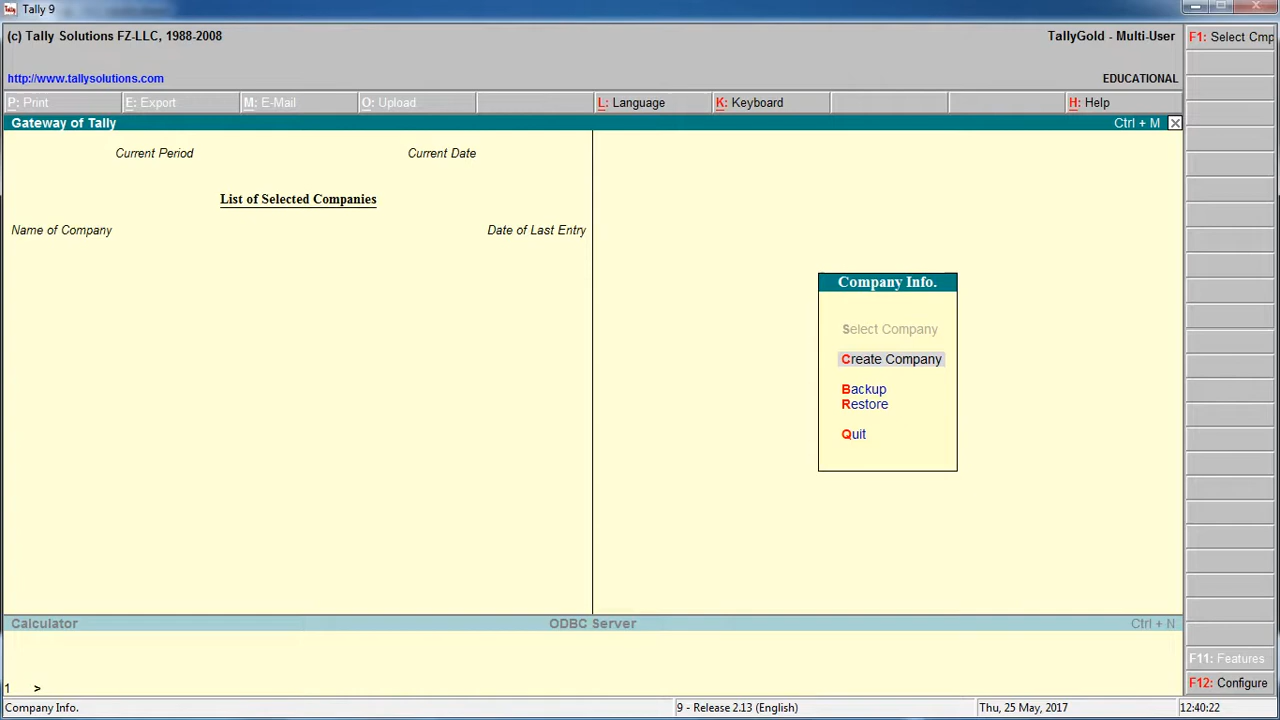 Tally 9
(c) Tally Solutions FZ-LLC, 1988-2008
TallyGold - Multi-User
F1: Select Cmp
http://www.tallysolutions.com
EDUCATIONAL
P: Print
E: Export
M: E-Mail
O: Upload
L: Language
K: Keyboard
H: Help
Gateway of Tally
Ctrl + M
Current Period
Current Date
List of Selected Companies
Name of Company
Date of Last Entry
Company Info.
Select Company
Create Company
Backup
Restore
Quit
Calculator
ODBC Server
Ctrl + N
F11: Features
F12: Configure
1 >
Company Info.
9 - Release 2.13 (English)
Thu, 25 May, 2017
12:40:22